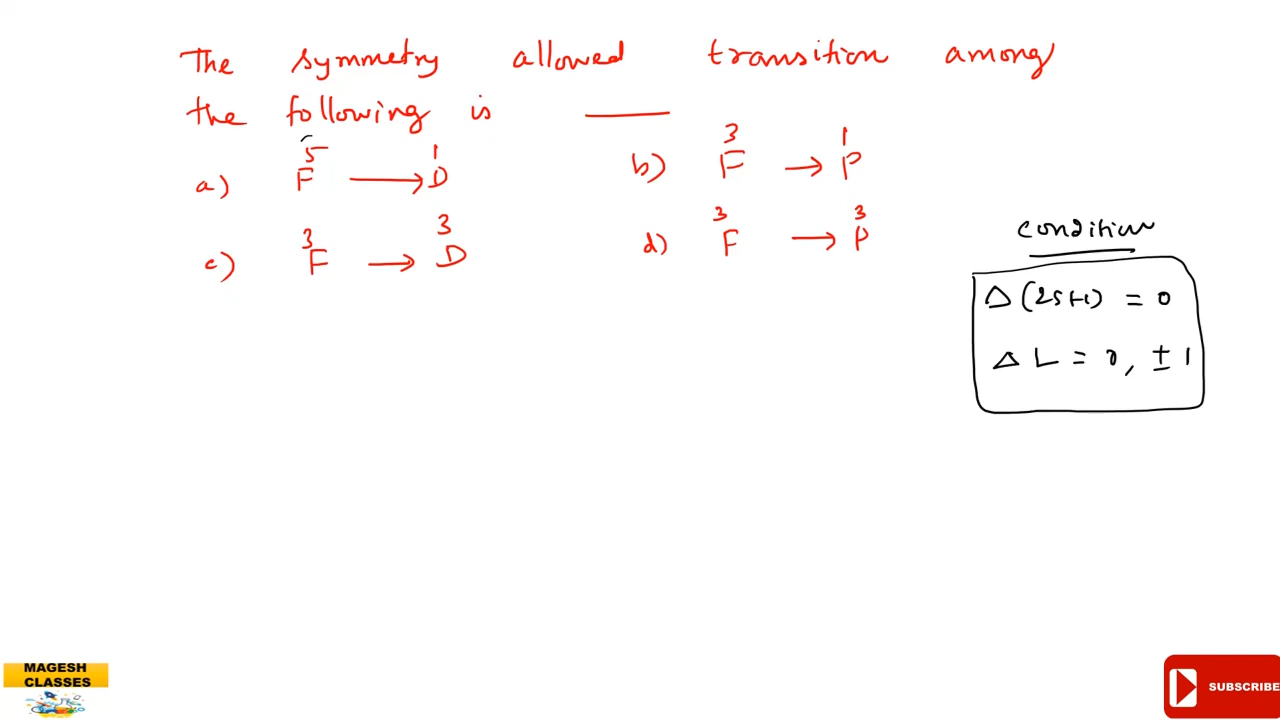 The symmetry allowed transition among
the following is ____
a) ⁵F → ¹D b) ³F → ¹P
c) ³F → ³D d) ³F → ³P
condition
Δ(2S+1) = 0
ΔL = 0, ±1
MAGESH
CLASSES
SUBSCRIBE